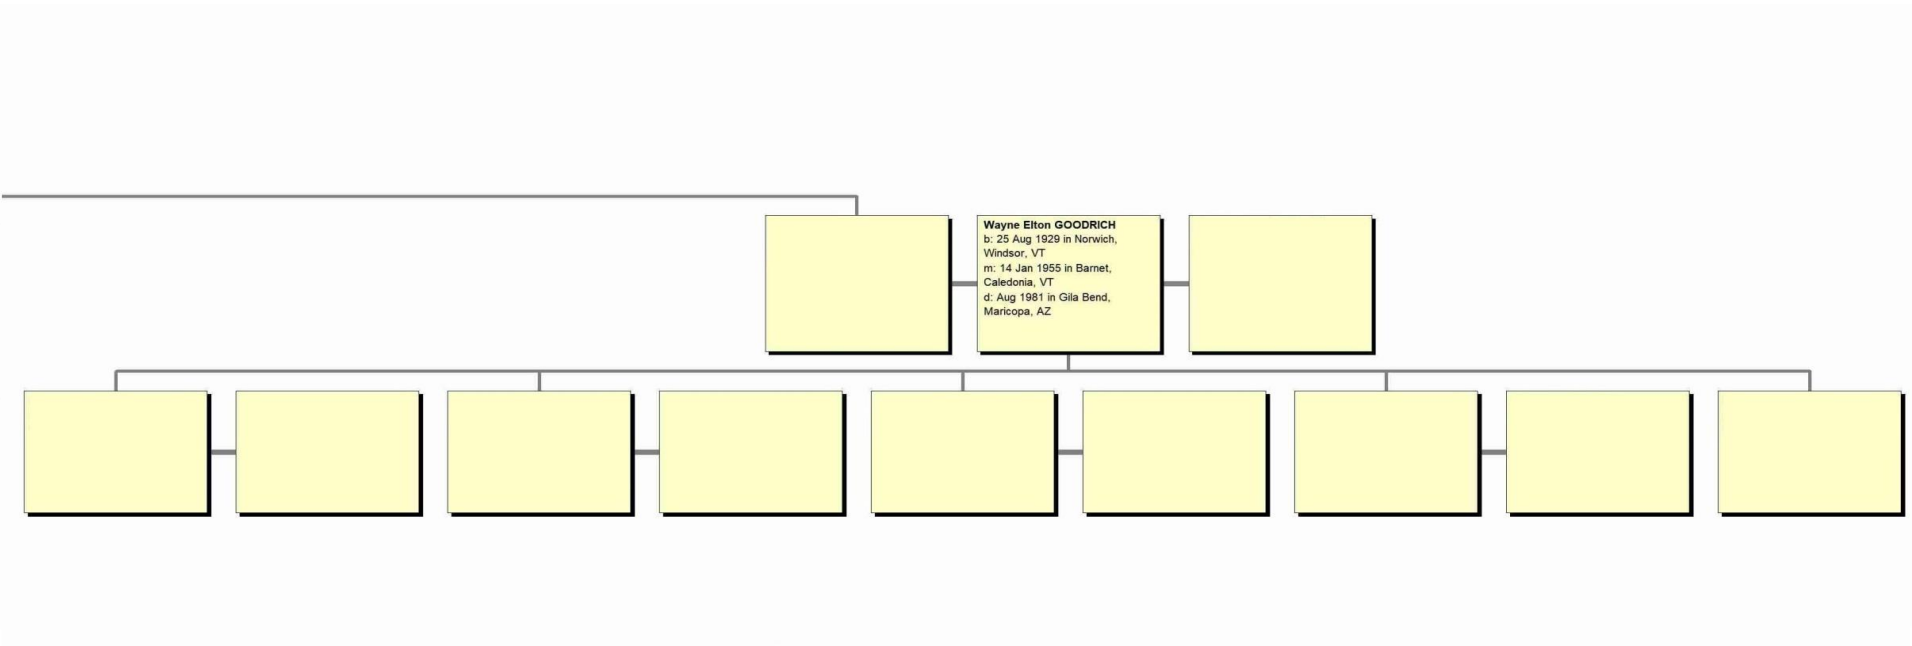 Wayne Elton GOODRICH
b: 25 Aug 1929 in Norwich,
Windsor, VT
m: 14 Jan 1955 in Barnet,
Caledonia, VT
d: Aug 1981 in Gila Bend,
Maricopa, AZ